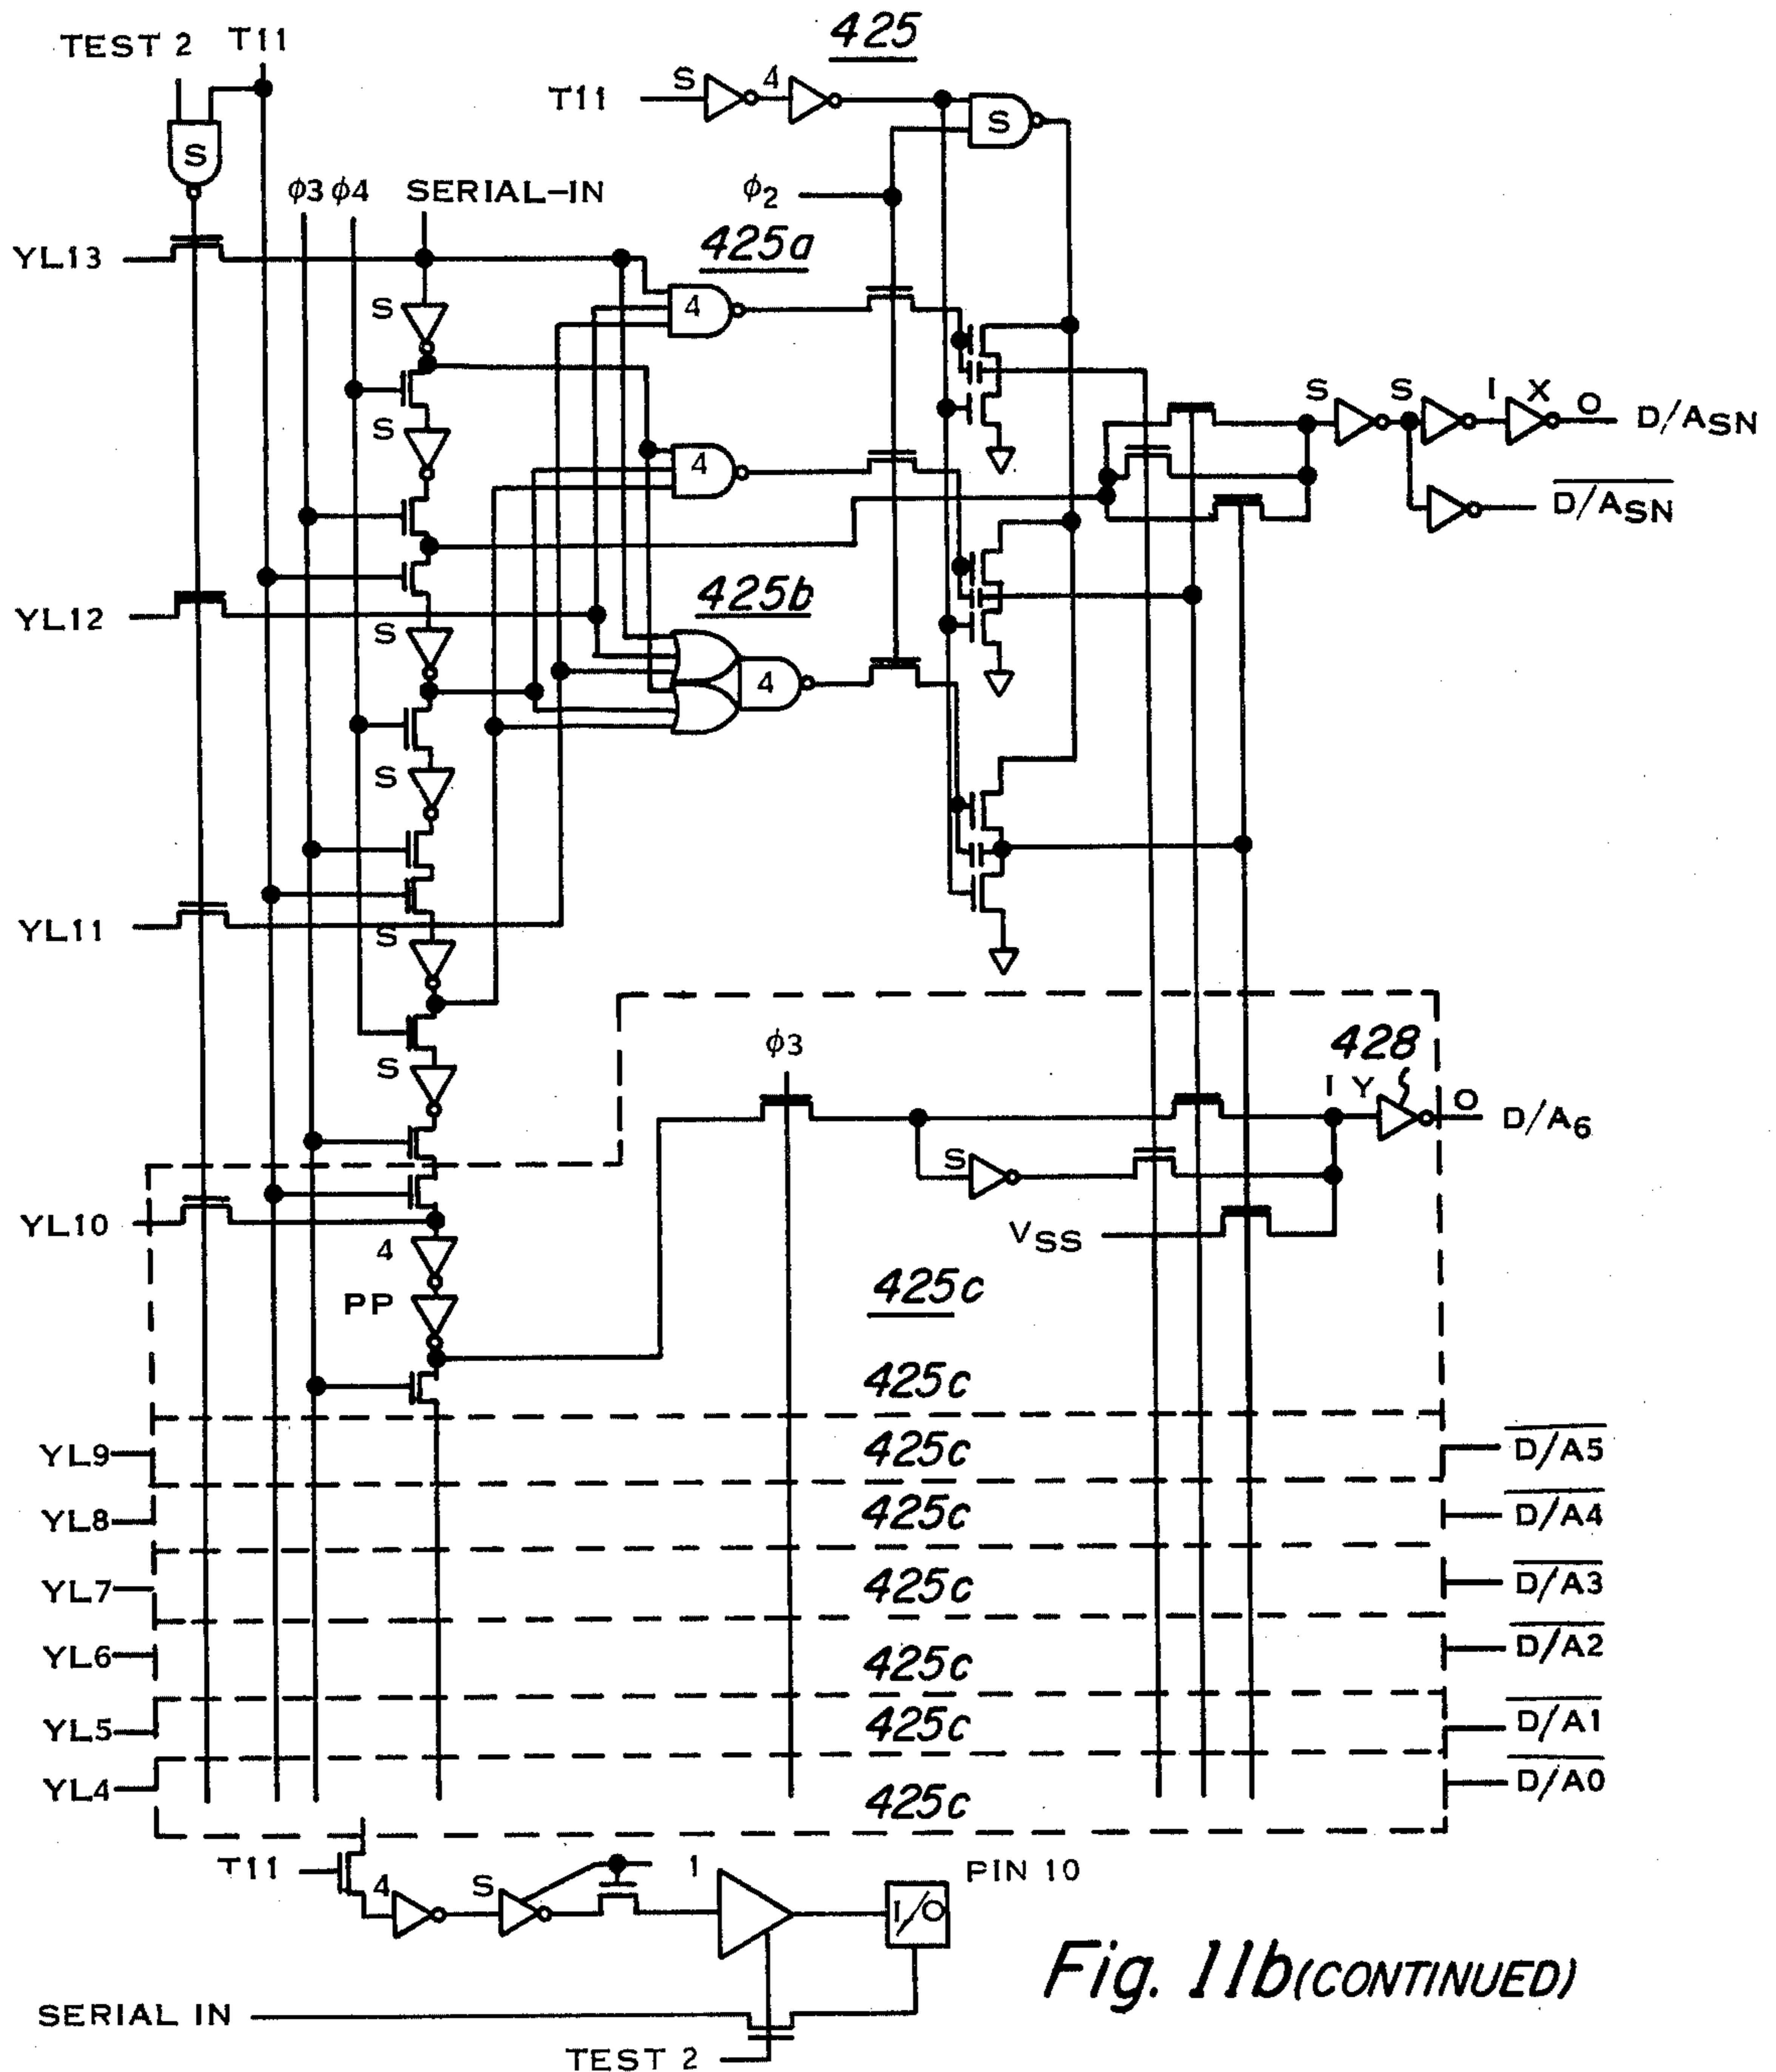 425
TEST 2
T11
T11
S
4
S
S
φ3
φ4
SERIAL-IN
φ2
YL13
425a
S
4
S
4
S
S
I
X
O
D/ASN
D/ASN
YL12
425b
S
4
S
YL11
S
φ3
428
S
I
Y
O
D/A6
S
YL10
4
VSS
PP
425c
425c
YL9
425c
D/A5
YL8
425c
D/A4
YL7
425c
D/A3
YL6
425c
D/A2
YL5
425c
D/A1
YL4
425c
D/A0
T11
4
S
1
PIN 10
I/O
SERIAL IN
TEST 2
Fig. 11b (CONTINUED)